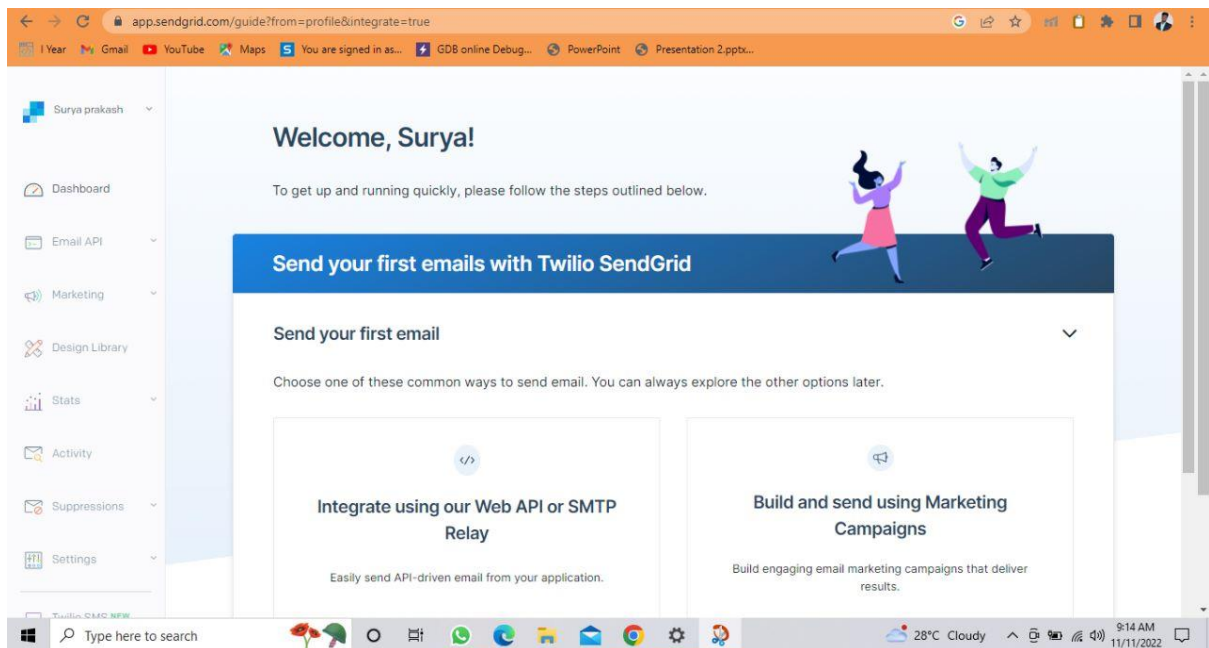 app.sendgrid.com/guide?from=profile&integrate=true
I Year M Gmail YouTube Maps S You are signed in as... GDB online Debug... PowerPoint Presentation 2.pptx...
Surya prakash
Dashboard
Email API
Marketing
Design Library
Stats
Activity
Suppressions
Settings
Twilio SMS NEW
Welcome, Surya!
To get up and running quickly, please follow the steps outlined below.
Send your first emails with Twilio SendGrid
Send your first email
Choose one of these common ways to send email. You can always explore the other options later.
Integrate using our Web API or SMTP
Relay
Easily send API-driven email from your application.
Build and send using Marketing
Campaigns
Build engaging email marketing campaigns that deliver
results.
Type here to search
28°C Cloudy
9:14 AM
11/11/2022